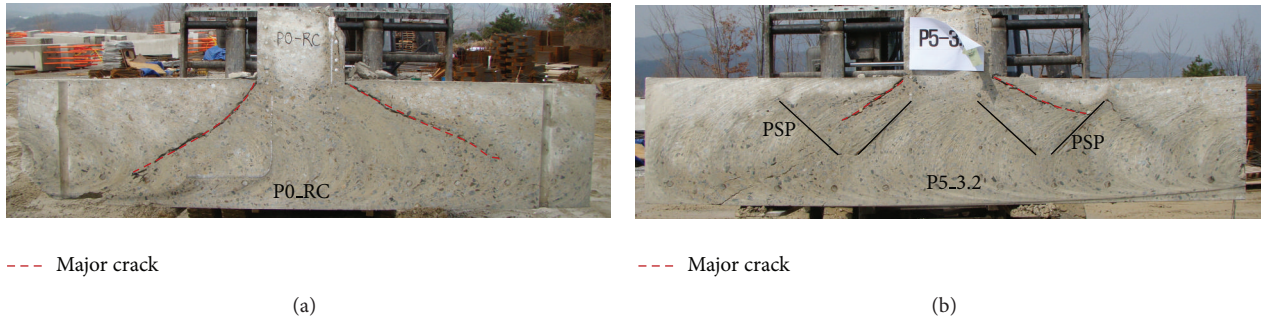 P0-RC
P0_RC
Major crack
(a)
P5-3.
PSP
PSP
P5_3.2
Major crack
(b)